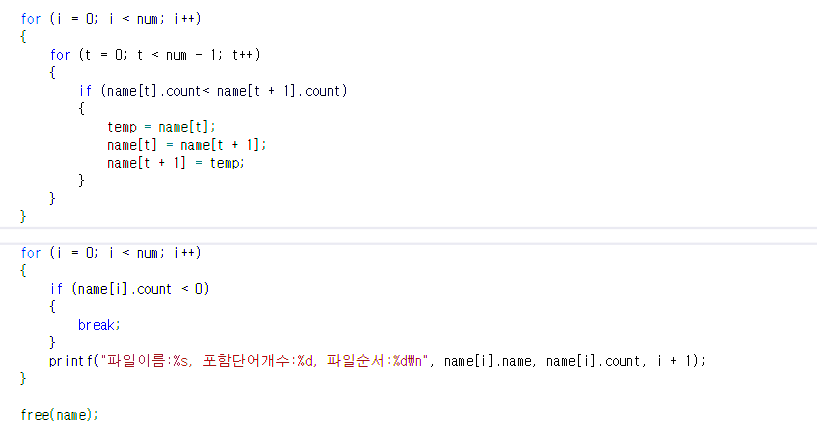 for (i = 0; i < num; i++)
{
for (t = 0; t < num - 1; t++)
{
if (name[t].count< name[t + 1].count)
{
temp = name[t];
name[t] = name[t + 1];
name[t + 1] = temp;
}
}
}
for (i = 0; i < num; i++)
{
if (name[i].count < 0)
{
break;
}
printf("파일이름:%s, 포함단어개수:%d, 파일순서:%d₩n", name[i].name, name[i].count, i + 1);
}
free(name);